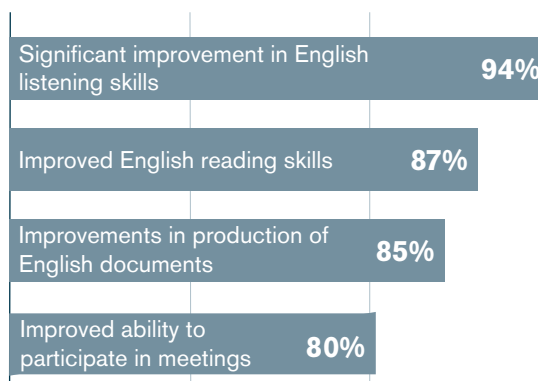 Significant improvement in English
listening skills
94%
Improved English reading skills
87%
Improvements in production of
English documents
85%
Improved ability to
participate in meetings
80%